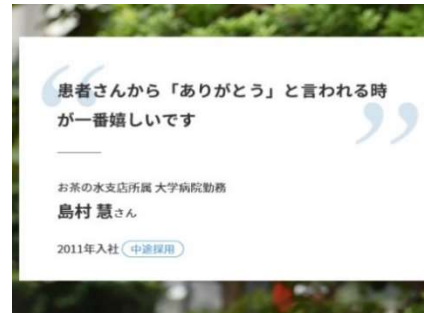 患者さんから「ありがとう」と言われる時
が一番嬉しいです
お茶の水支店所属 大学病院勤務
島村 慧さん
2011年入社 中途採用